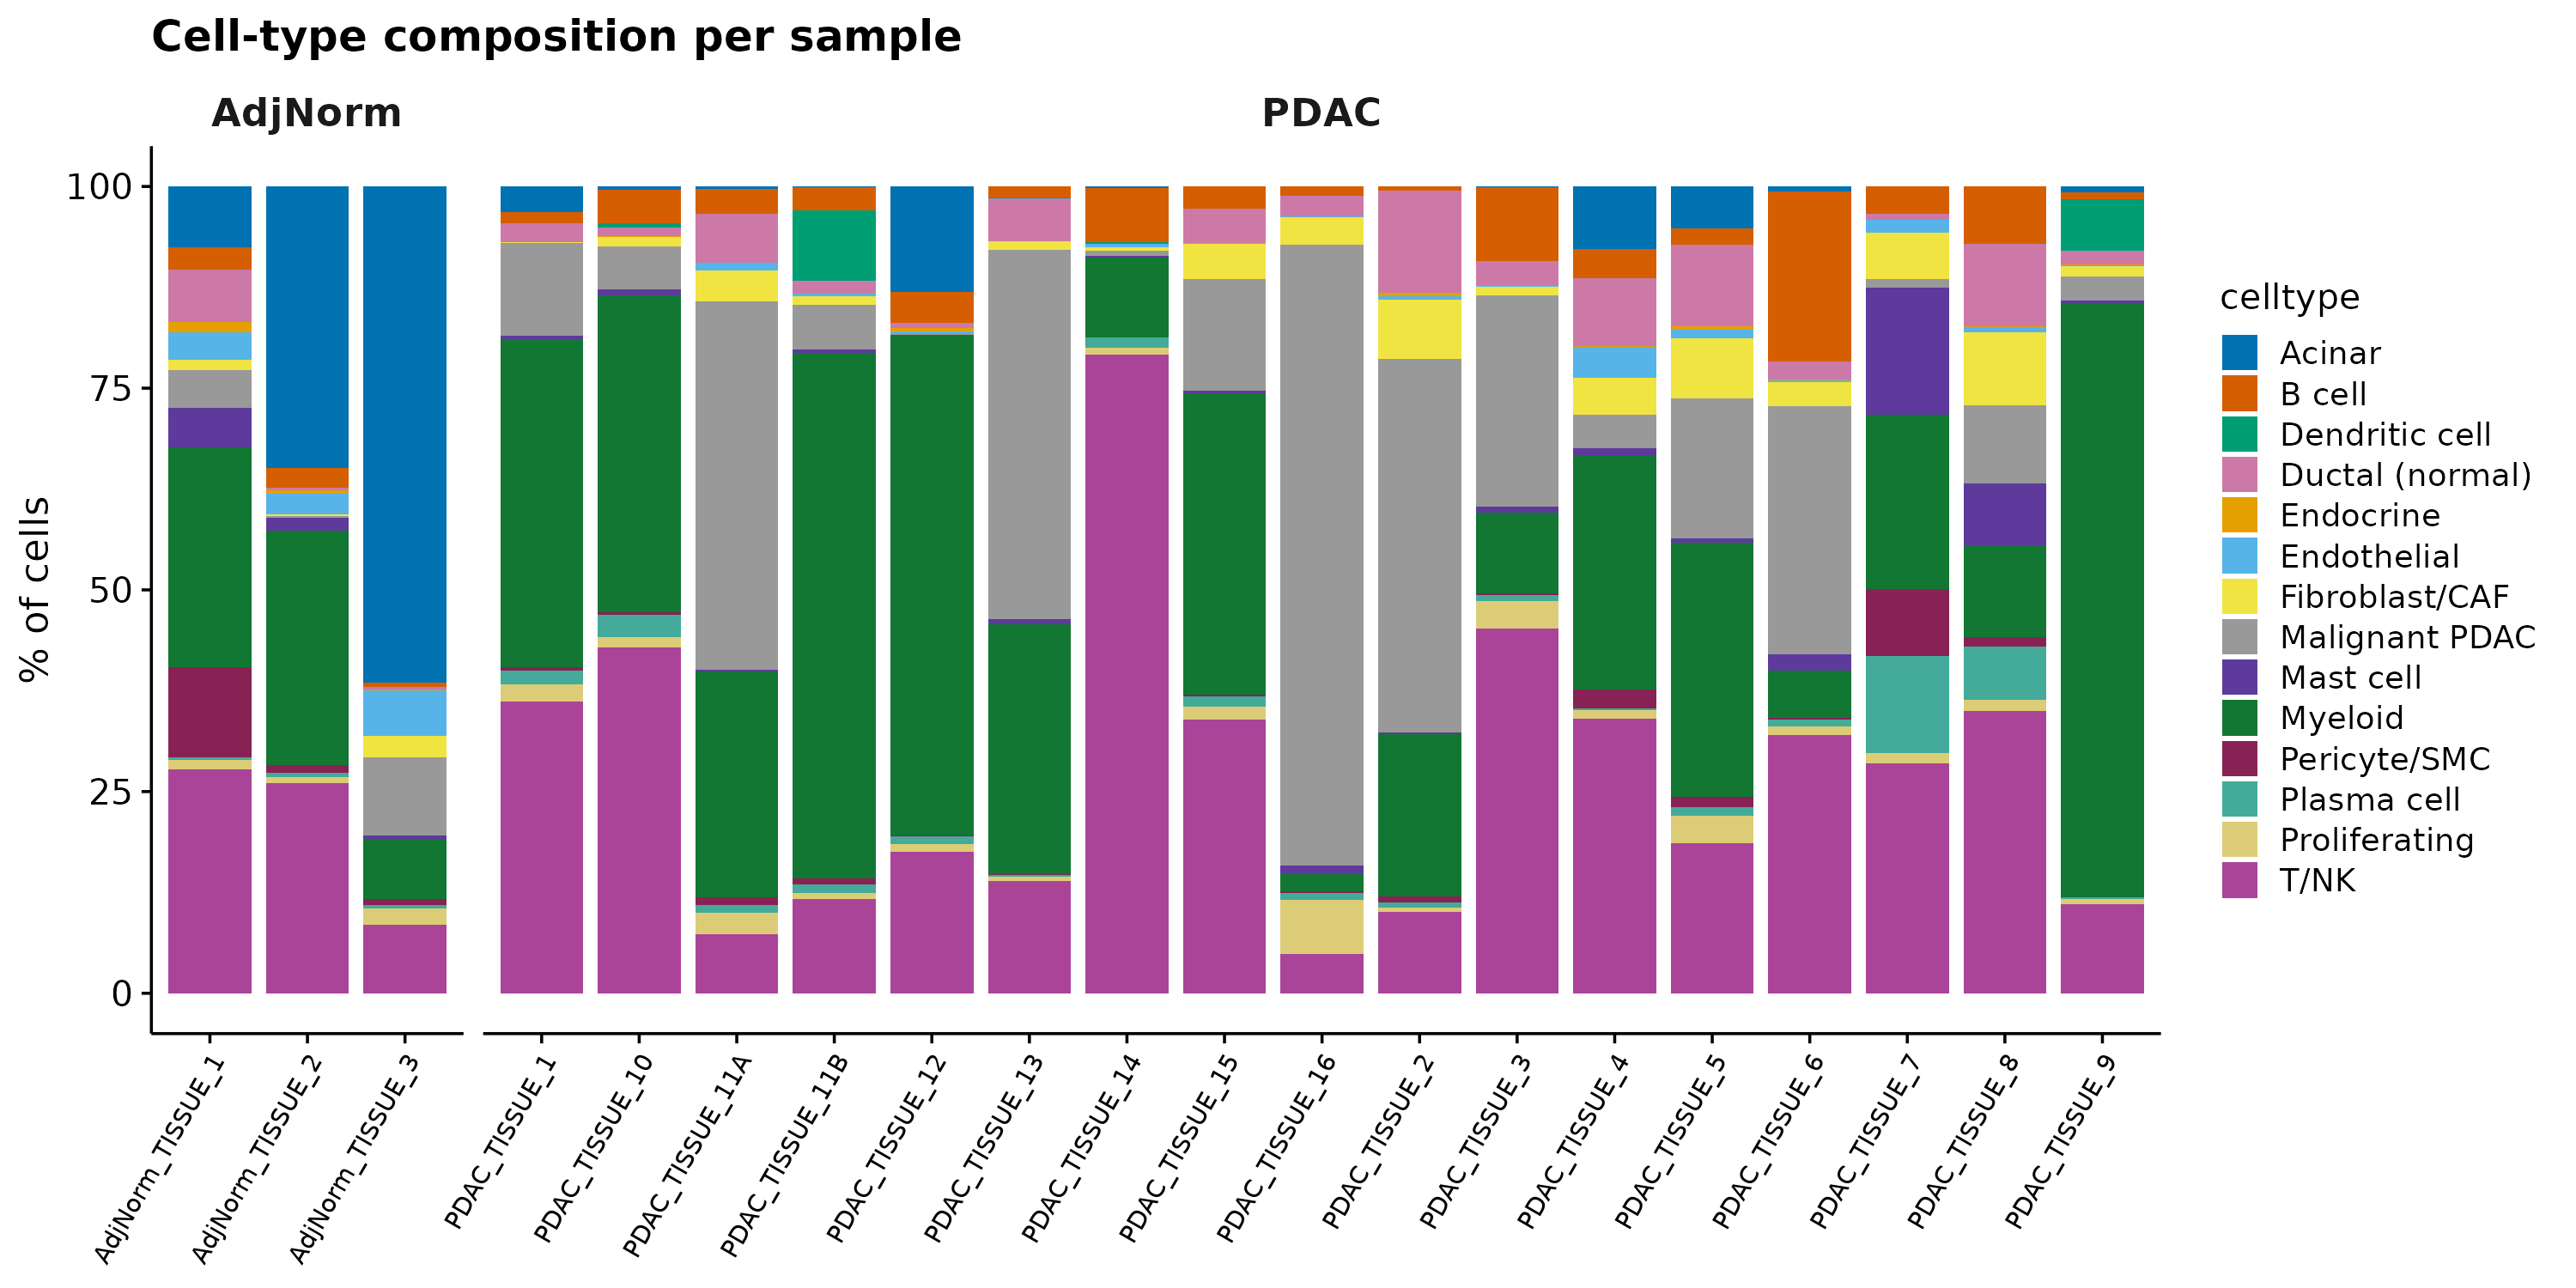 Cell-type composition per sample
AdjNorm
PDAC
100
75
50
25
0
% of cells
AdjNorm_TISSUE_1
AdjNorm_TISSUE_2
AdjNorm_TISSUE_3
PDAC_TISSUE_1
PDAC_TISSUE_10
PDAC_TISSUE_11A
PDAC_TISSUE_11B
PDAC_TISSUE_12
PDAC_TISSUE_13
PDAC_TISSUE_14
PDAC_TISSUE_15
PDAC_TISSUE_16
PDAC_TISSUE_2
PDAC_TISSUE_3
PDAC_TISSUE_4
PDAC_TISSUE_5
PDAC_TISSUE_6
PDAC_TISSUE_7
PDAC_TISSUE_8
PDAC_TISSUE_9
celltype
Acinar
B cell
Dendritic cell
Ductal (normal)
Endocrine
Endothelial
Fibroblast/CAF
Malignant PDAC
Mast cell
Myeloid
Pericyte/SMC
Plasma cell
Proliferating
T/NK